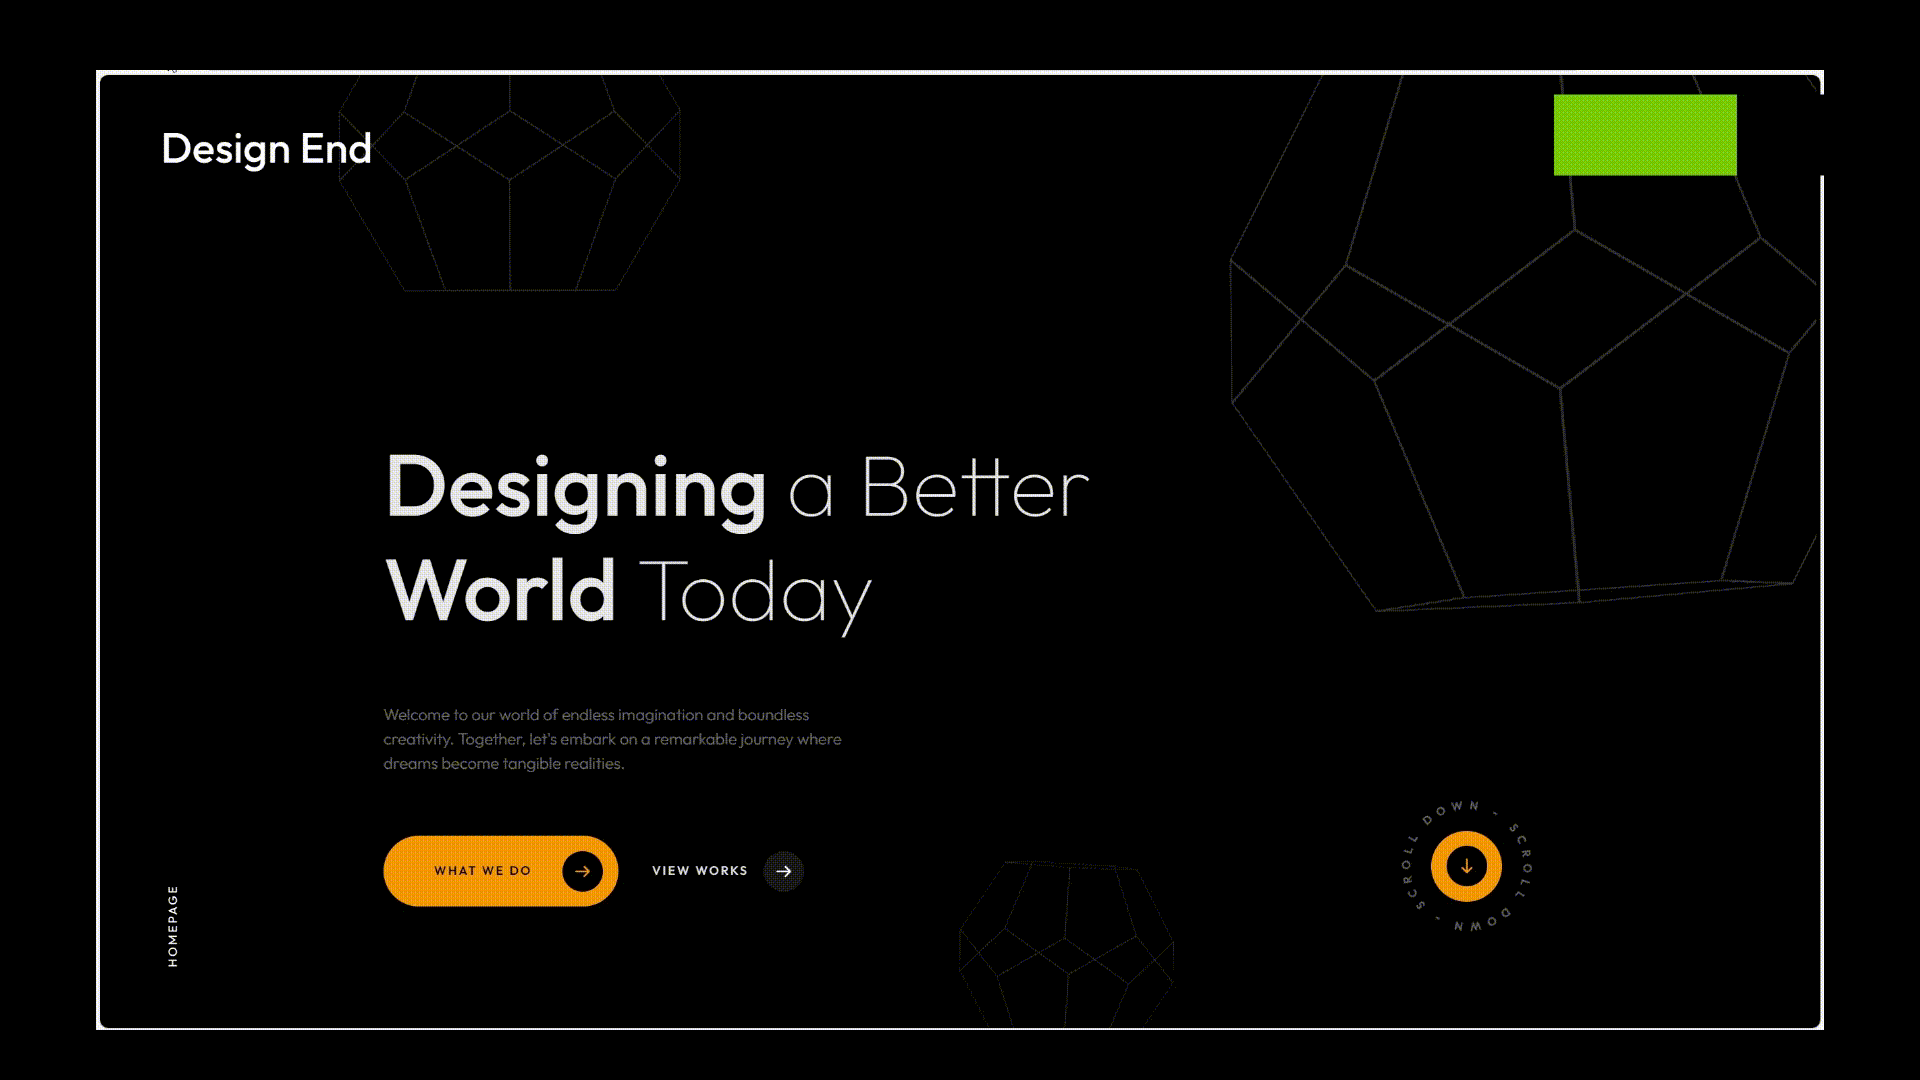 Design End
Designing a Better
World Today
Welcome to our world of endless imagination and boundless
creativity. Together, let's embark on a remarkable journey where
dreams become tangible realities.
WHAT WE DO
VIEW WORKS
SCROLL DOWN - SCROLL DOWN -
HOMEPAGE